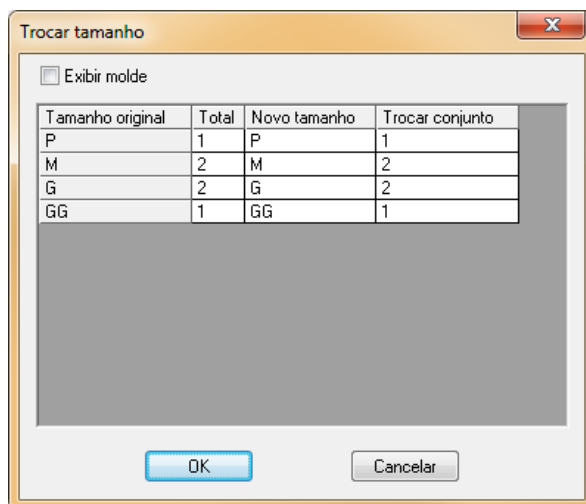 Trocar tamanho
Exibir molde
Tamanho original Total Novo tamanho Trocar conjunto
P 1 P 1
M 2 M 2
G 2 G 2
GG 1 GG 1
OK Cancelar